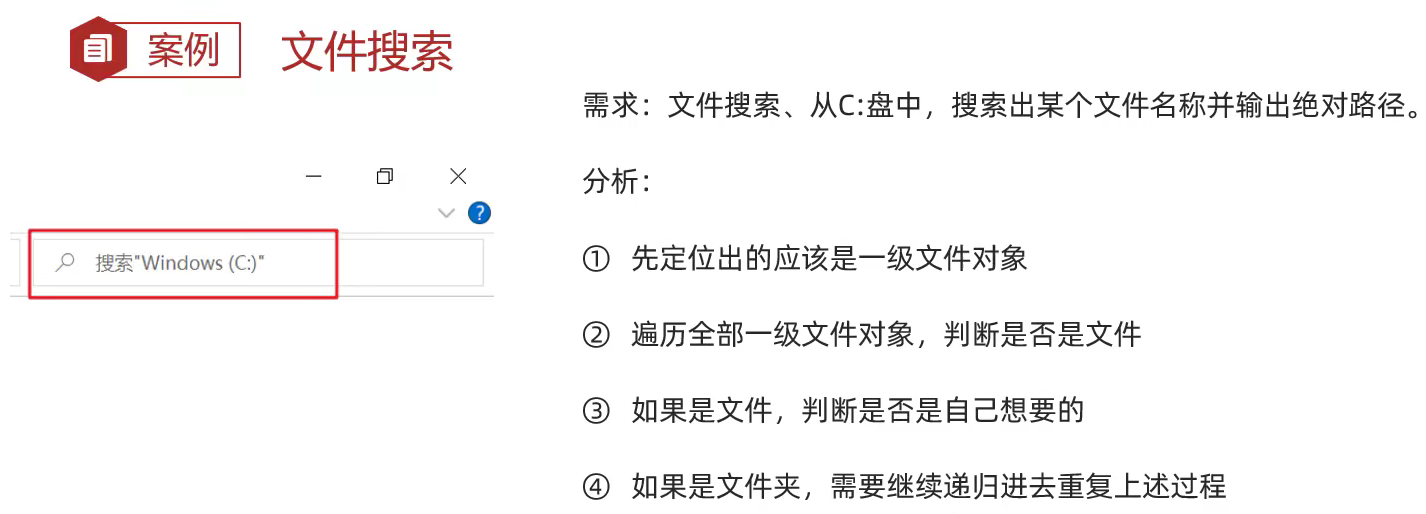 案例
文件搜索
需求：文件搜索、从C:盘中，搜索出某个文件名称并输出绝对路径。
搜索"Windows (C:)"
分析：
① 先定位出的应该是一级文件对象
② 遍历全部一级文件对象，判断是否是文件
③ 如果是文件，判断是否是自己想要的
④ 如果是文件夹，需要继续递归进去重复上述过程